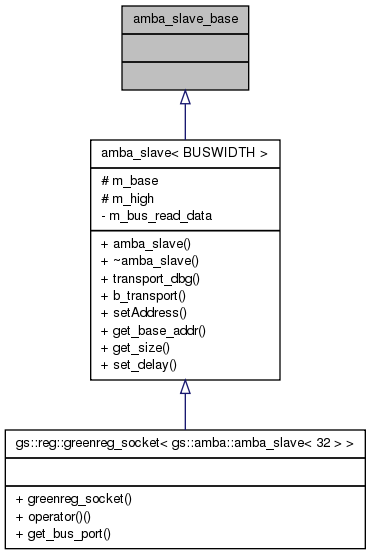 amba_slave_base
amba_slave< BUSWIDTH >
# m_base
# m_high
- m_bus_read_data
+ amba_slave()
+ ~amba_slave()
+ transport_dbg()
+ b_transport()
+ setAddress()
+ get_base_addr()
+ get_size()
+ set_delay()
gs::reg::greenreg_socket< gs::amba::amba_slave< 32 > >
+ greenreg_socket()
+ operator()()
+ get_bus_port()